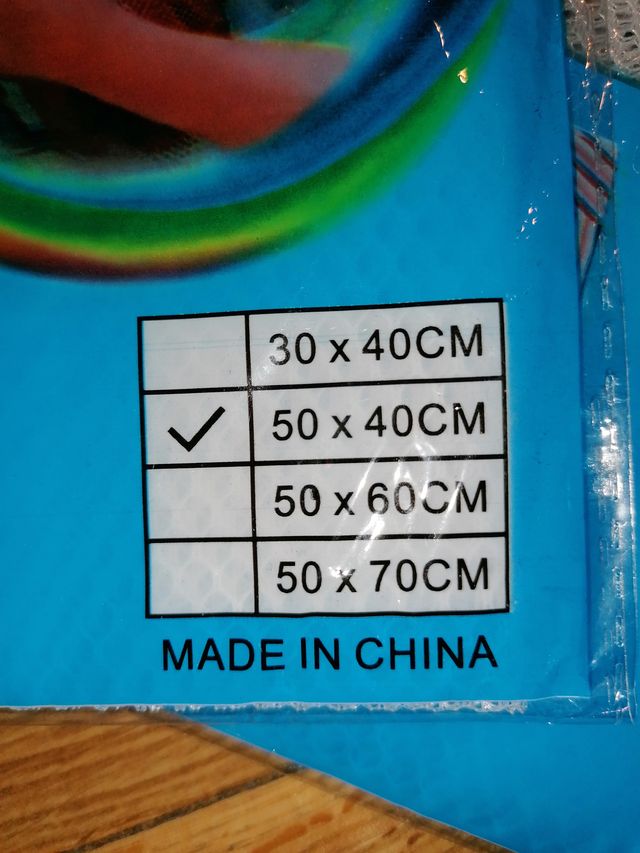 30 x 40CM
✓ 50 x 40CM
50 x 60CM
50 x 70CM
MADE IN CHINA